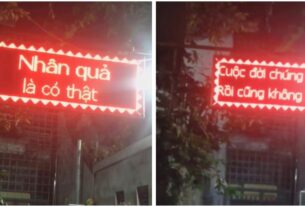 Nhân quả
là có thật
Cuộc đời chúng
Rồi cũng không